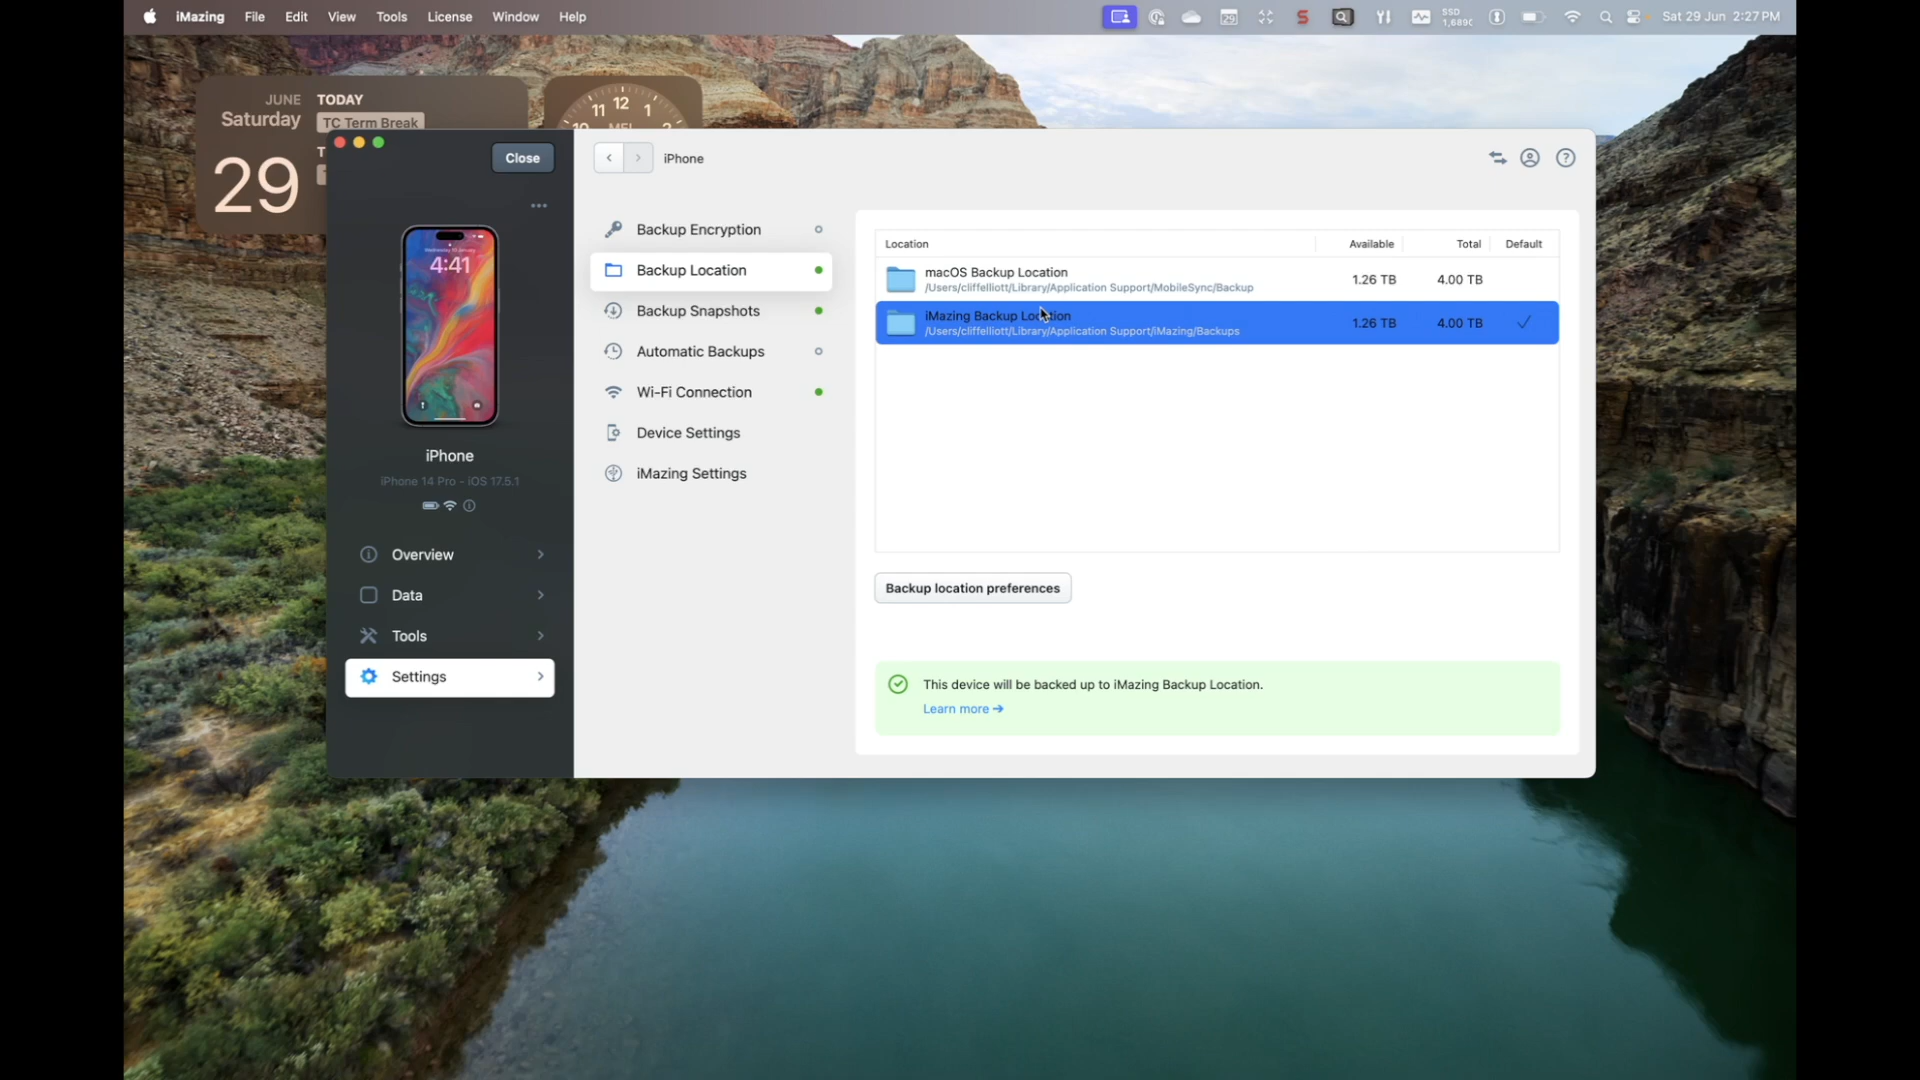 iMazing File Edit View Tools License Window Help
29
SSD
Sat 29 Jun 2:27 PM
JUNE
Saturday
29
TODAY
TC Term Break
11 12 1
Close
4:41
iPhone
iPhone 14 Pro - iOS 17.5.1
Overview
Data
Tools
Settings
iPhone
Backup Encryption
Backup Location
Backup Snapshots
Automatic Backups
Wi-Fi Connection
Device Settings
iMazing Settings
Location Available Total Default
macOS Backup Location
/Users/cliffelliott/Library/Application Support/MobileSync/Backup
1.26 TB 4.00 TB
iMazing Backup Location
/Users/cliffelliott/Library/Application Support/iMazing/Backups
1.26 TB 4.00 TB
Backup location preferences
This device will be backed up to iMazing Backup Location.
Learn more →